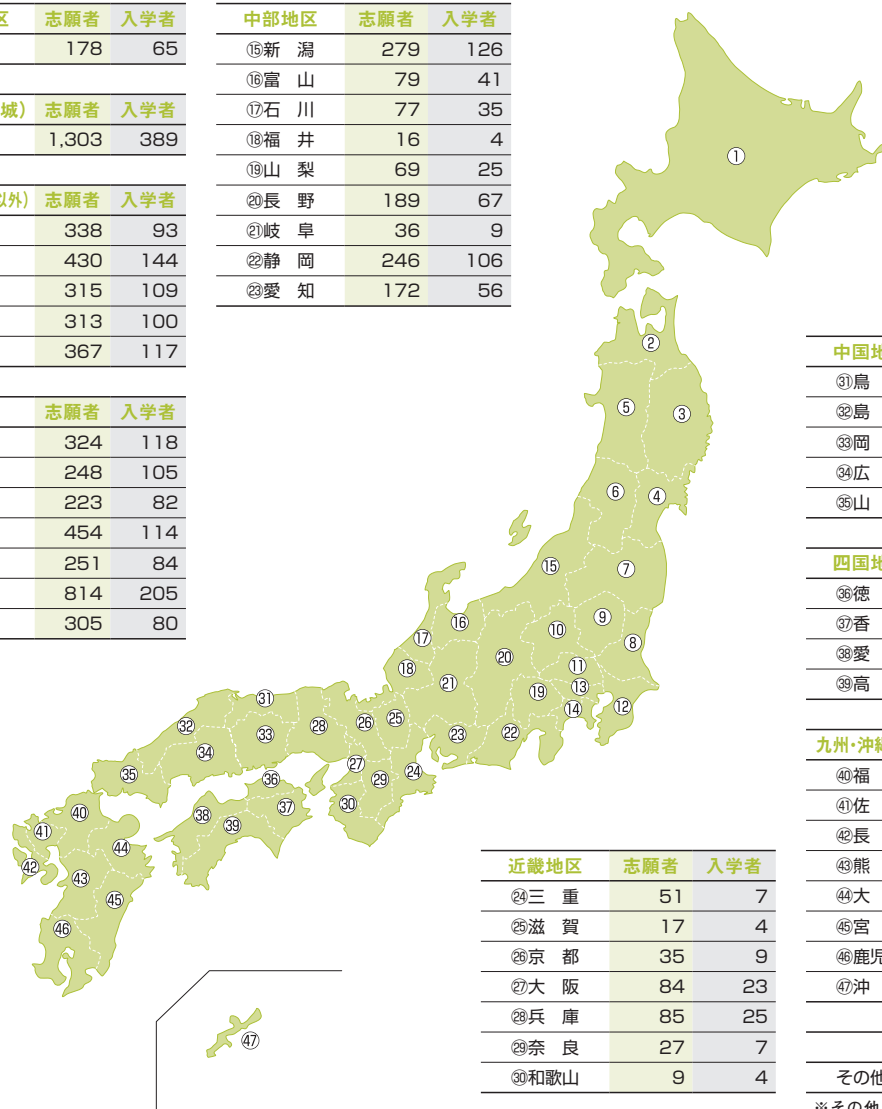 区 志願者 入学者
178 65
城) 志願者 入学者
1,303 389
以外) 志願者 入学者
338 93
430 144
315 109
313 100
367 117
志願者 入学者
324 118
248 105
223 82
454 114
251 84
814 205
305 80
中部地区 志願者 入学者
⑮新 潟 279 126
⑯富 山 79 41
⑰石 川 77 35
⑱福 井 16 4
⑲山 梨 69 25
⑳長 野 189 67
㉑岐 阜 36 9
㉒静 岡 246 106
㉓愛 知 172 56
①
②
⑤
③
⑥
④
⑮
⑦
⑨
⑯
⑩
⑰
⑧
⑳
⑱
⑪
㉑
⑬
⑲
㉛
⑫
⑭
㉕
㉖
㉜
㉘
㉒
㉝
㉓
㉞
㉗
㉔
㉟
㊱
㉙
㉚
㊲
㊵
㊳
㊴
㊶
㊹
㊷
㊸
㊺
㊻
㊼
中国地
㉛鳥
㉜島
㉝岡
㉞広
㉟山
四国地
㊱徳
㊲香
㊳愛
㊴高
九州・沖縄
㊵福
㊶佐
㊷長
㊸熊
㊹大
㊺宮
㊻鹿児
㊼沖
その他
近畿地区 志願者 入学者
㉔三 重 51 7
㉕滋 賀 17 4
㉖京 都 35 9
㉗大 阪 84 23
㉘兵 庫 85 25
㉙奈 良 27 7
㉚和歌山 9 4
※その他